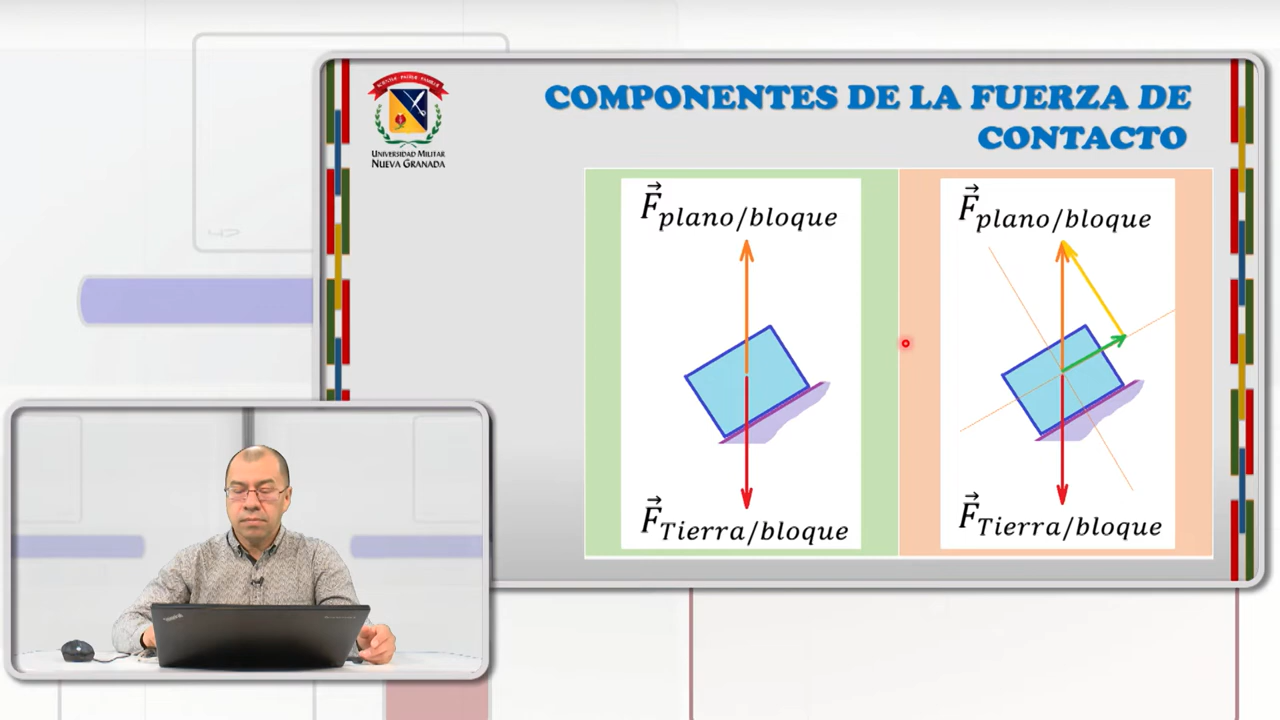 COMPONENTES DE LA FUERZA DE
CONTACTO
UNIVERSIDAD MILITAR
NUEVA GRANADA
F⃗plano/bloque
F⃗Tierra/bloque
F⃗plano/bloque
F⃗Tierra/bloque